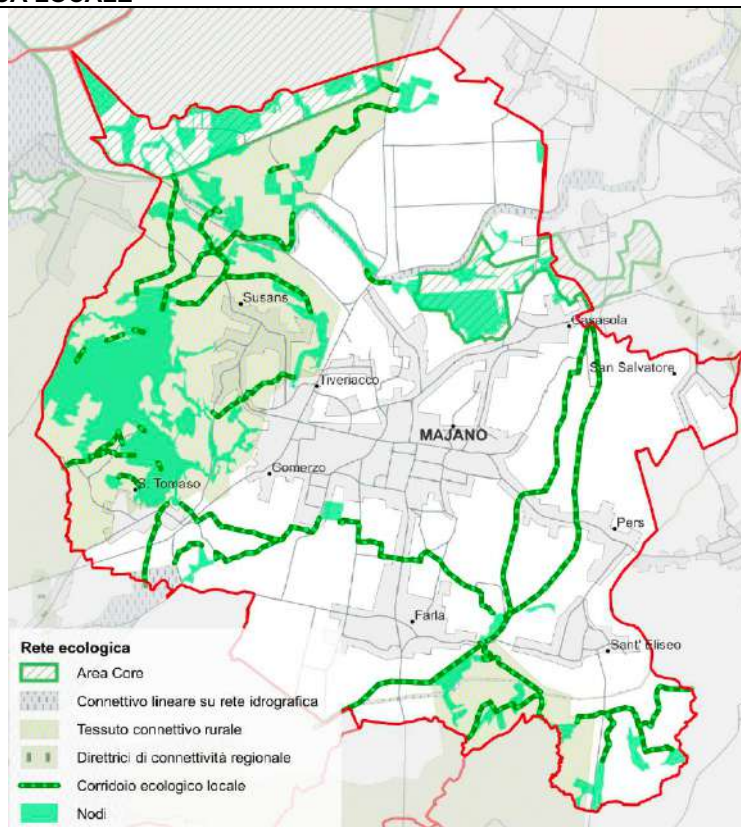 Susans
Casasola
San Salvatore
Tiveriacco
MAJANO
Comerzo
S. Tomaso
Pers
Farla
Sant' Eliseo
Rete ecologica
Area Core
Connettivo lineare su rete idrografica
Tessuto connettivo rurale
Direttrici di connettività regionale
Corridoio ecologico locale
Nodi